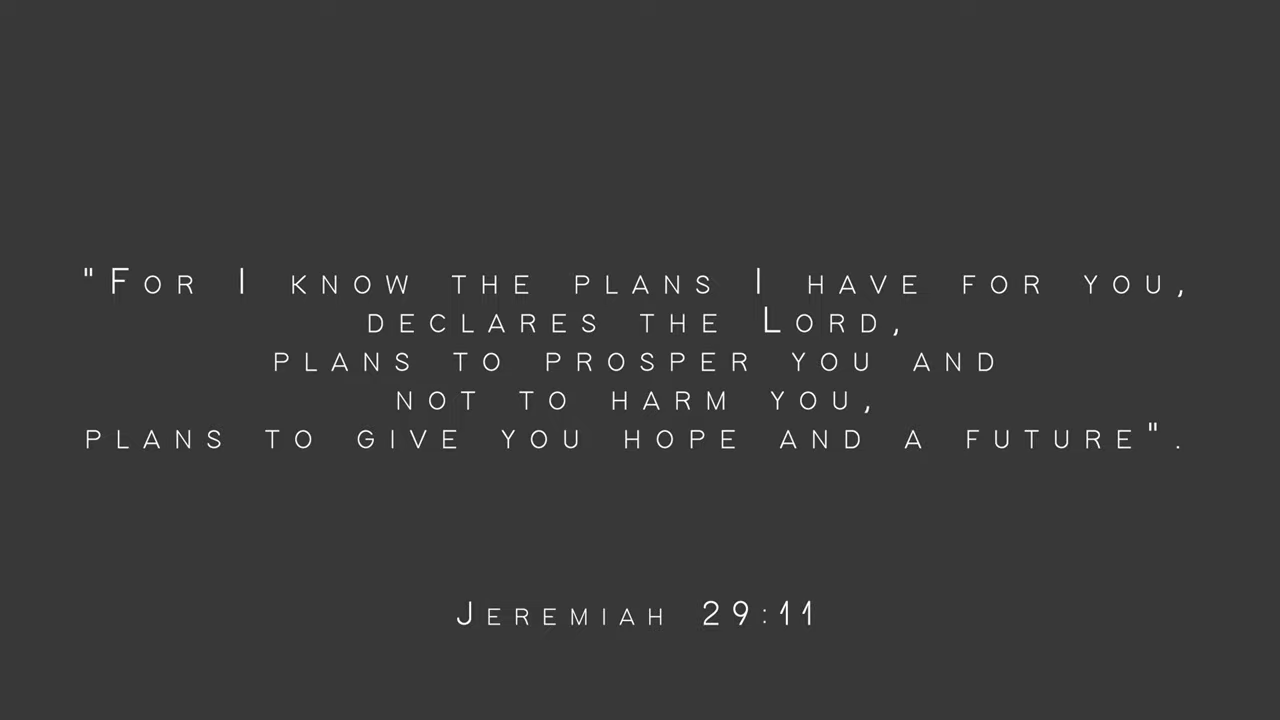 "For I know the plans I have for you,
declares the Lord,
plans to prosper you and
not to harm you,
plans to give you hope and a future".
Jeremiah 29:11